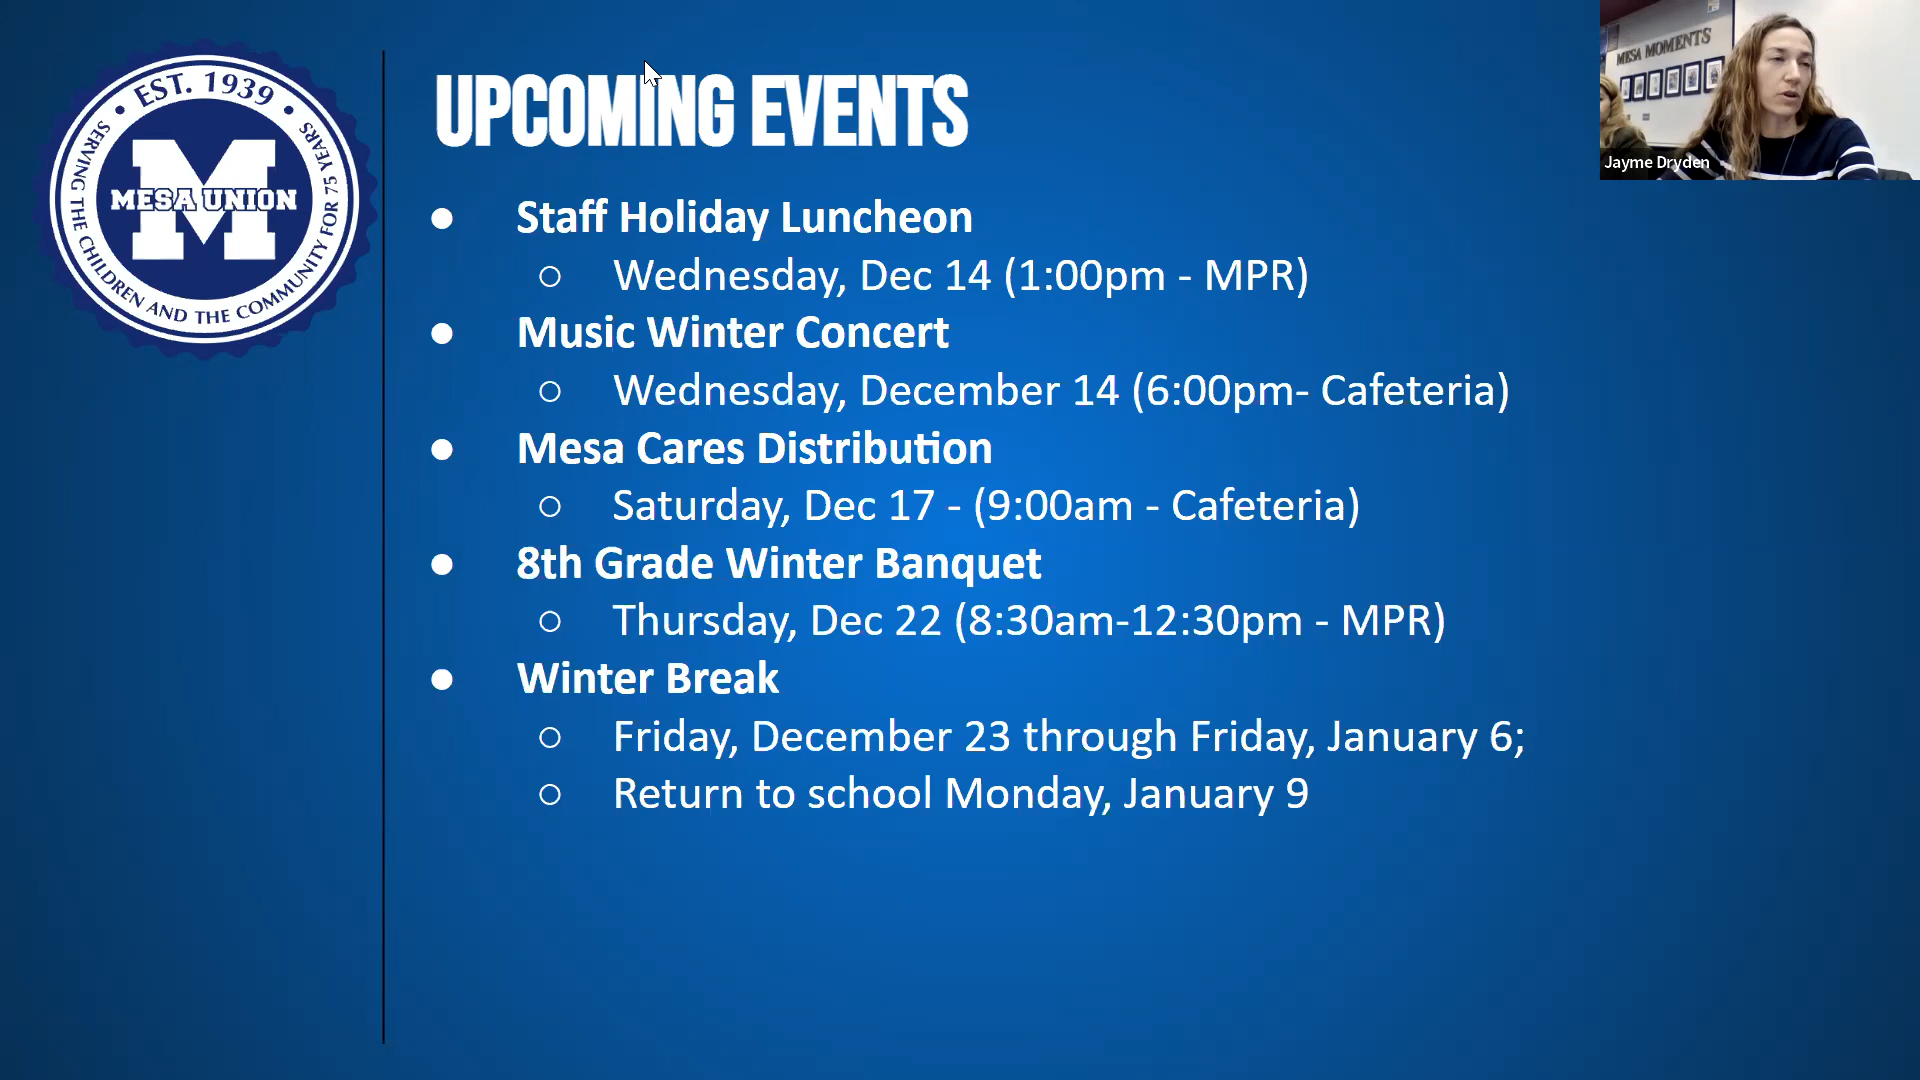 EST. 1939
MESA UNION
SERVING THE CHILDREN AND THE COMMUNITY FOR 75 YEARS
UPCOMING EVENTS
● Staff Holiday Luncheon
○ Wednesday, Dec 14 (1:00pm - MPR)
● Music Winter Concert
○ Wednesday, December 14 (6:00pm- Cafeteria)
● Mesa Cares Distribution
○ Saturday, Dec 17 - (9:00am - Cafeteria)
● 8th Grade Winter Banquet
○ Thursday, Dec 22 (8:30am-12:30pm - MPR)
● Winter Break
○ Friday, December 23 through Friday, January 6;
○ Return to school Monday, January 9
MESA MOMENTS
Jayme Dryden